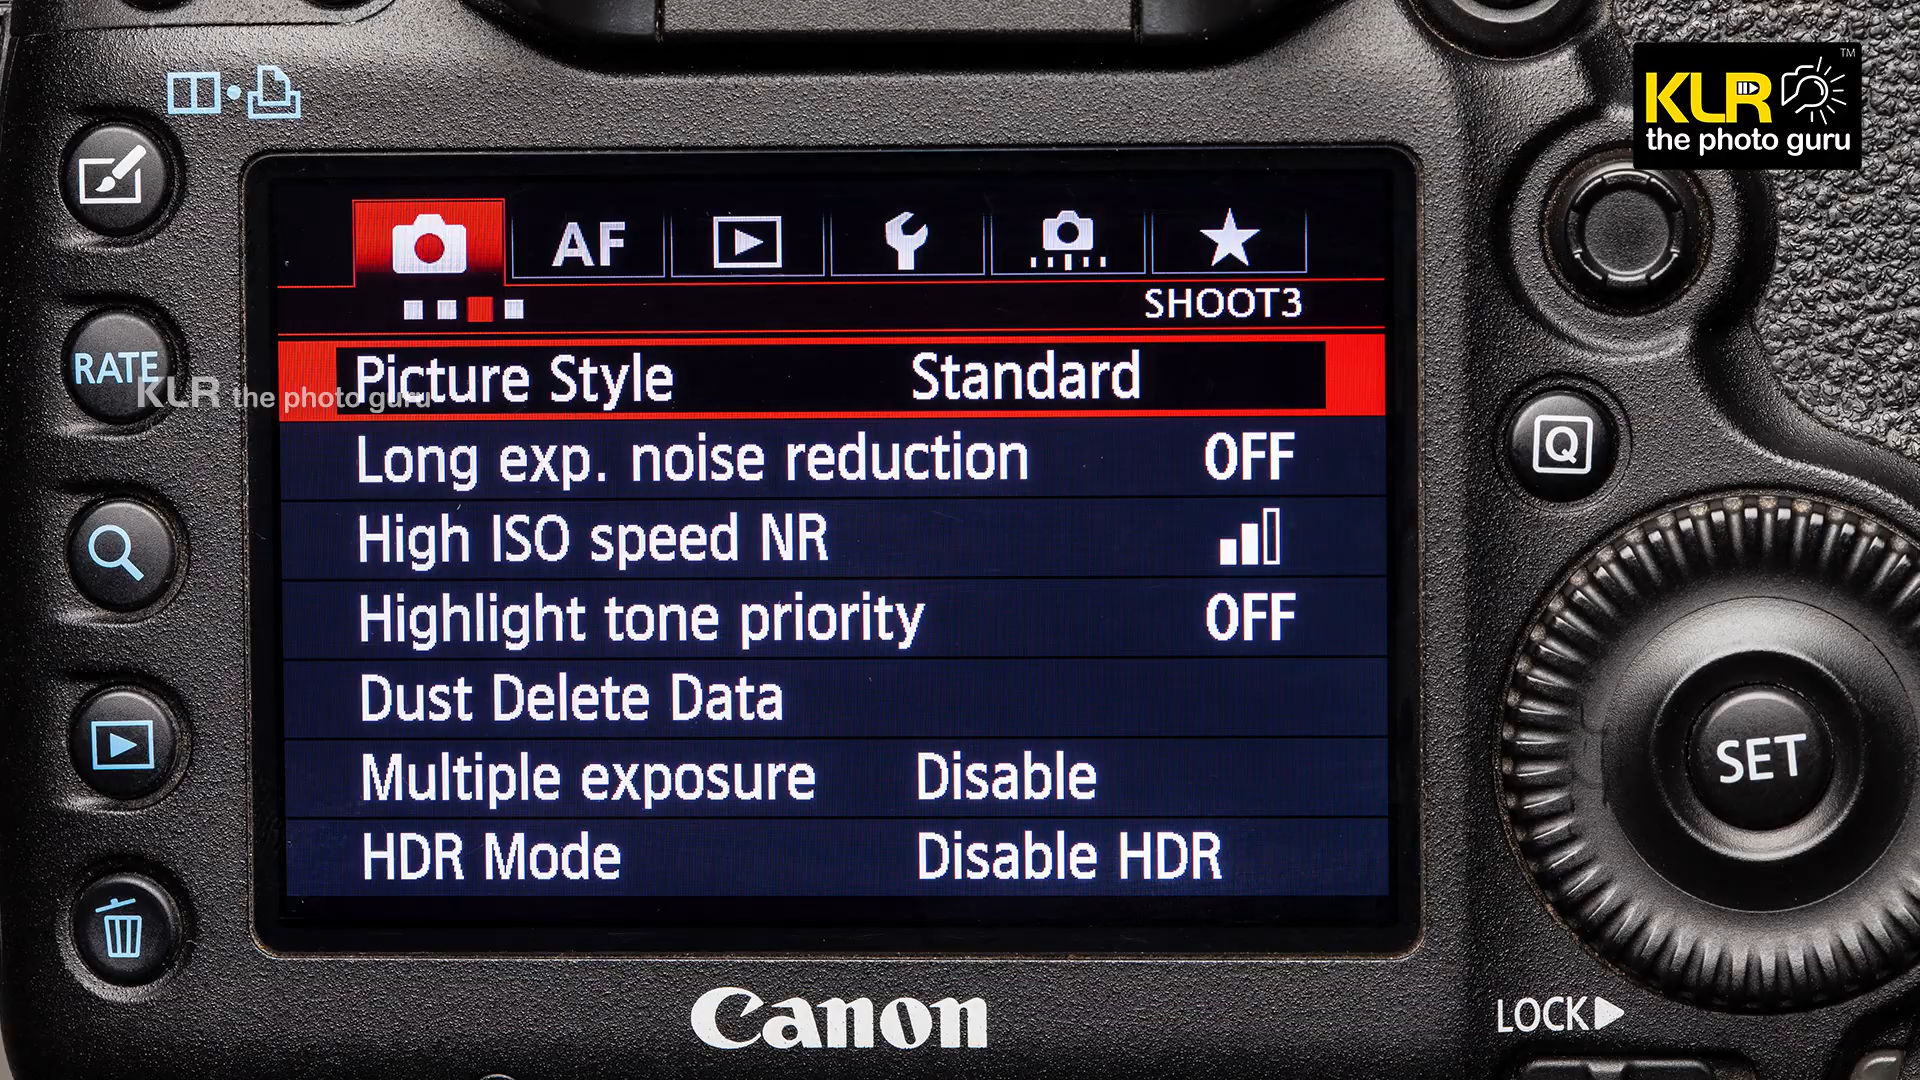 KLR
TM
the photo guru
AF
SHOOT3
RATE
KLR the photo guru
Picture Style Standard
Long exp. noise reduction OFF
High ISO speed NR
Highlight tone priority OFF
Dust Delete Data
Multiple exposure Disable
HDR Mode Disable HDR
Q
SET
Canon
LOCK